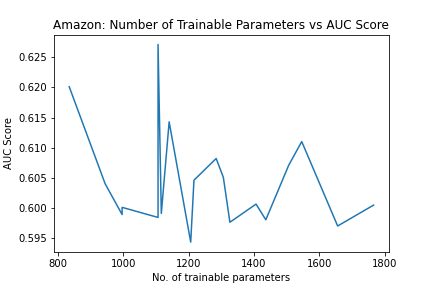 Amazon: Number of Trainable Parameters vs AUC Score
0.625
0.620
0.615
0.610
0.605
0.600
0.595
AUC Score
800 1000 1200 1400 1600 1800
No. of trainable parameters